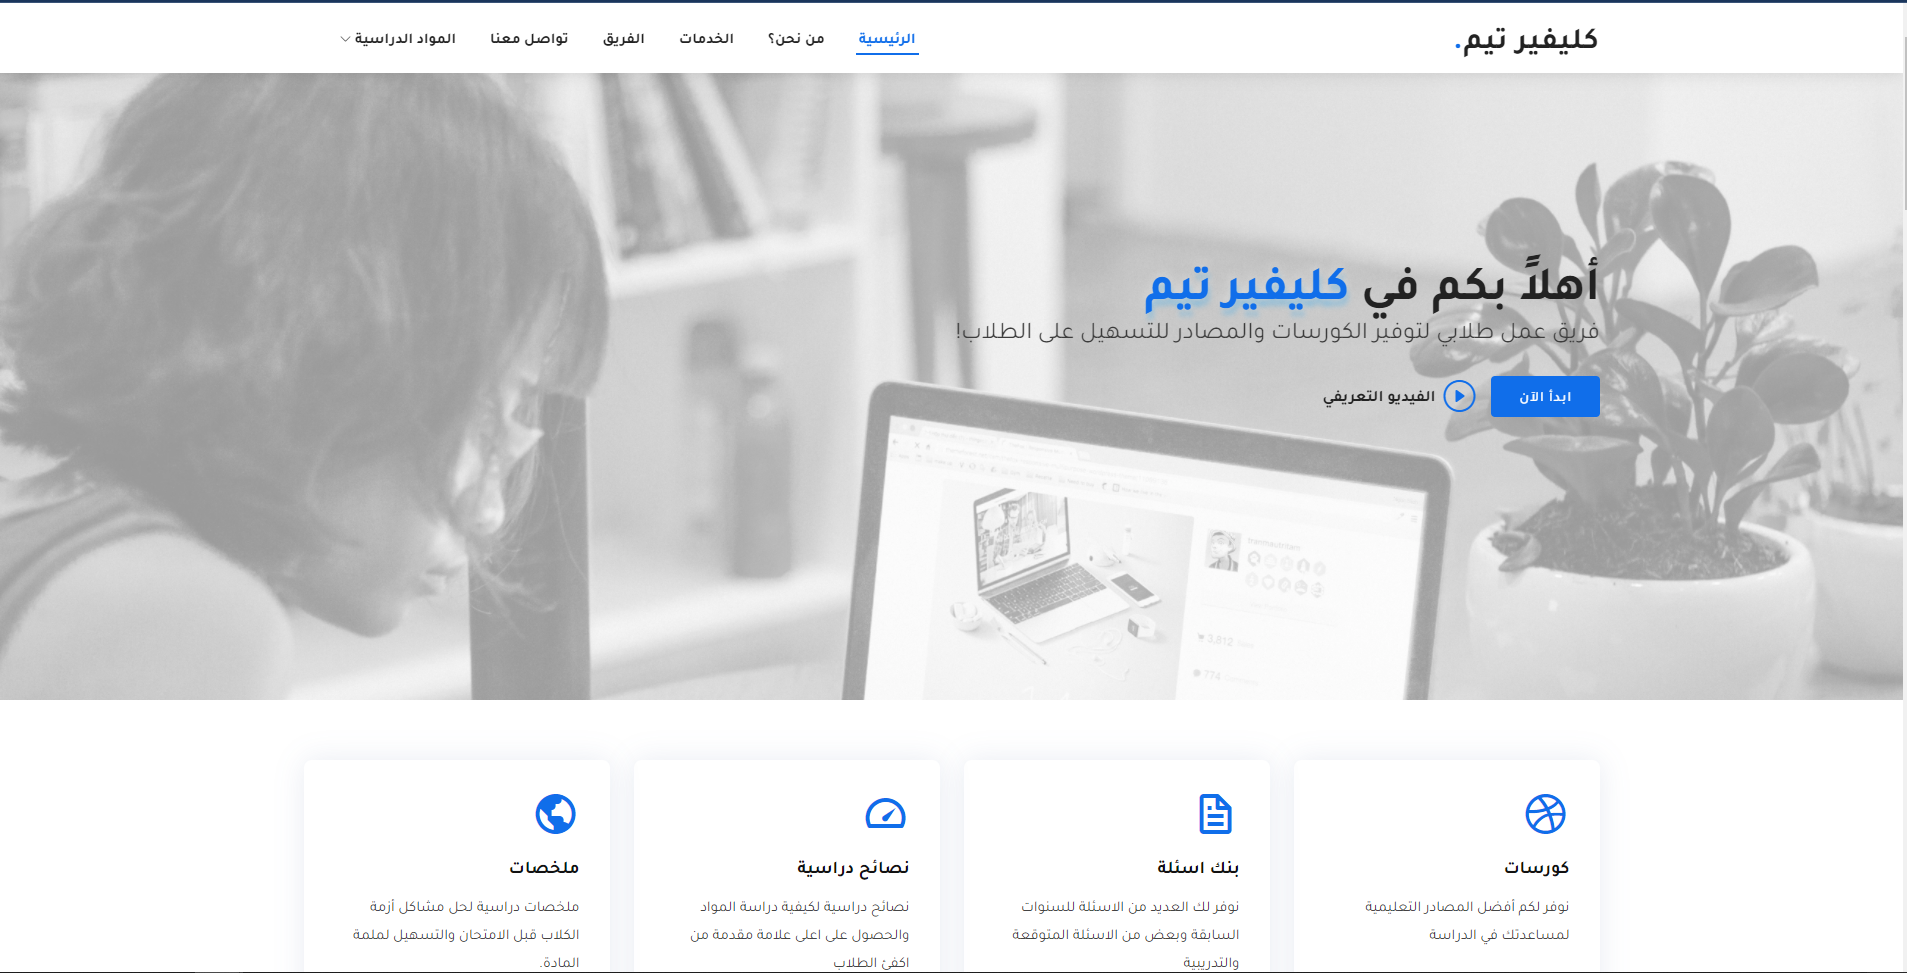 كليفير تيم.
الرئيسية
من نحن؟
الخدمات
الفريق
تواصل معنا
المواد الدراسية
أهلاً بكم في كليفير تيم
فريق عمل طلابي لتوفير الكورسات والمصادر للتسهيل على الطلاب!
ابدأ الآن
الفيديو التعريفي
3,812
774
كورسات
نوفر لكم أفضل المصادر التعليمية
لمساعدتك في الدراسة
بنك اسئلة
نوفر لك العديد من الاسئلة للسنوات
السابقة وبعض من الاسئلة المتوقعة
والتدريبية
نصائح دراسية
نصائح دراسية لكيفية دراسة المواد
والحصول على اعلى علامة مقدمة من
اكفئ الطلاب
ملخصات
ملخصات دراسية لحل مشاكل أزمة
الكلاب قبل الامتحان والتسهيل لملمة
المادة.